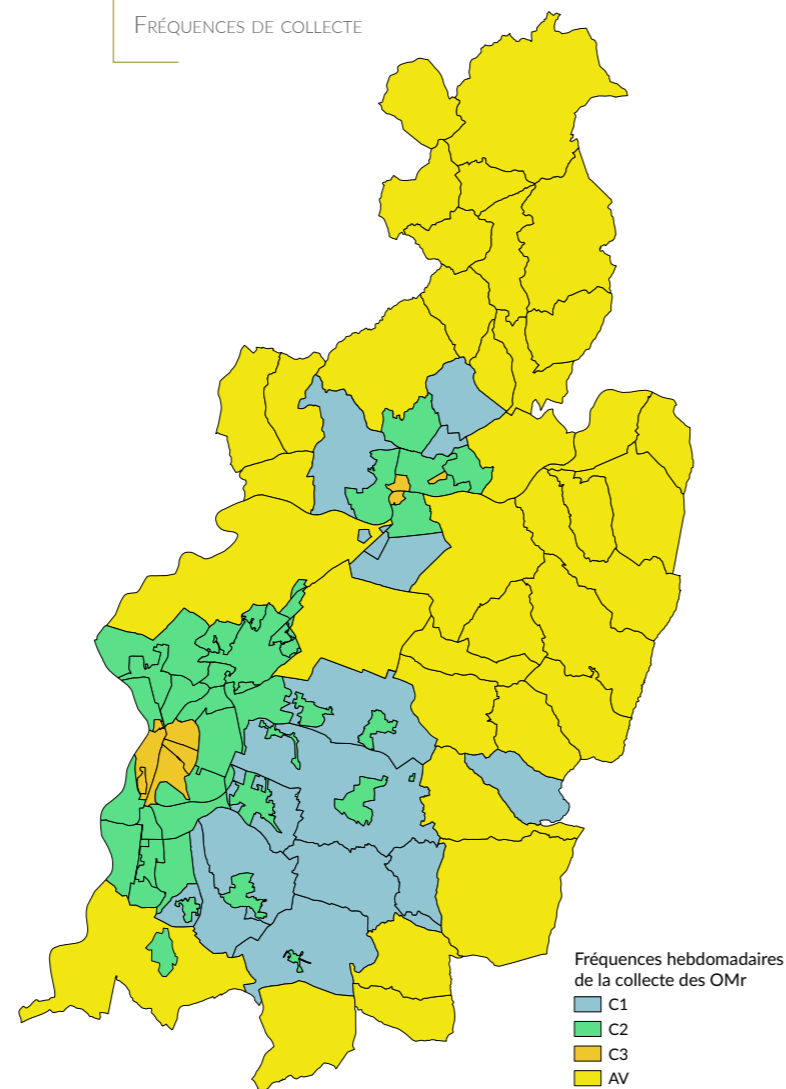 FRÉQUENCES DE COLLECTE
Fréquences hebdomadaires
de la collecte des OMr
C1
C2
C3
AV